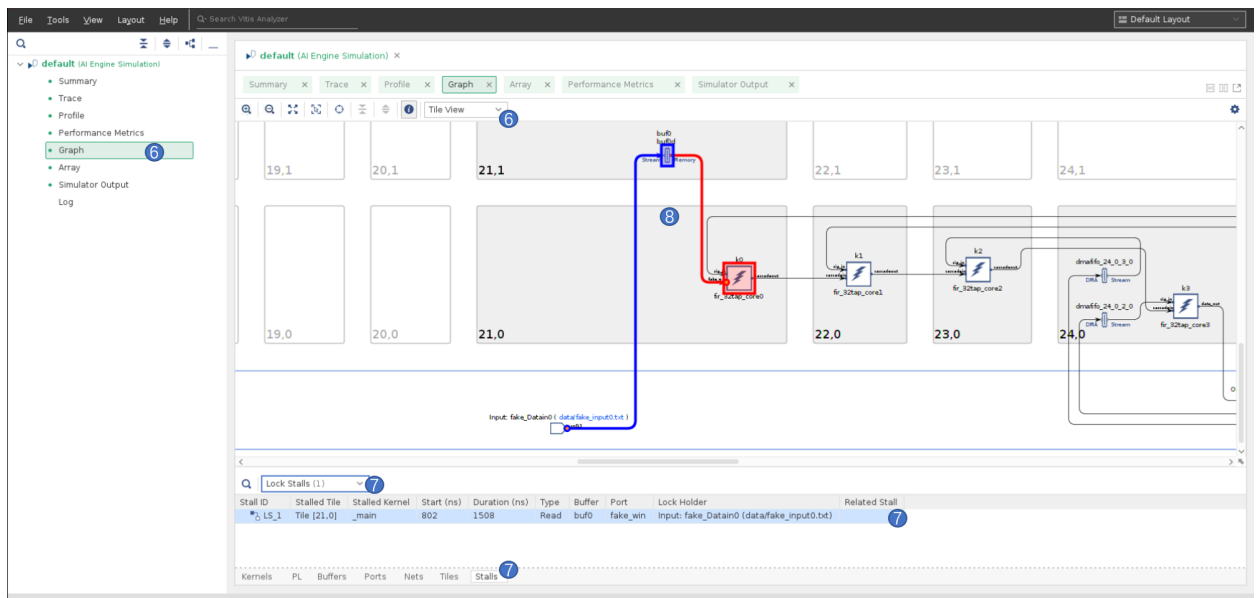 File Tools View Layout Help Q- Search Vitis Analyzer Default Layout
default (AI Engine Simulation)
Summary
Trace
Profile
Performance Metrics
Graph 6
Array
Simulator Output
Log
default (AI Engine Simulation) ×
Summary × Trace × Profile × Graph × Array × Performance Metrics × Simulator Output ×
Tile View 6
buf0
buf0d
Stream Memory
19,1 20,1 21,1 22,1 23,1 24,1
8
k0
fir_32tap_core0
k1
fir_32tap_core1
k2
fir_32tap_core2
dmafifo_24_0_3_0
DMA Stream
dmafifo_24_0_2_0
DMA Stream
k3
data_out
fir_32tap_core3
19,0 20,0 21,0 22,0 23,0 24,0
Input: fake_Datain0 ( data/fake_input0.txt )
Lock Stalls (1) 7
Stall ID Stalled Tile Stalled Kernel Start (ns) Duration (ns) Type Buffer Port Lock Holder Related Stall
LS_1 Tile [21,0] _main 802 1508 Read buf0 fake_win Input: fake_Datain0 (data/fake_input0.txt) 7
Kernels PL Buffers Ports Nets Tiles Stalls 7